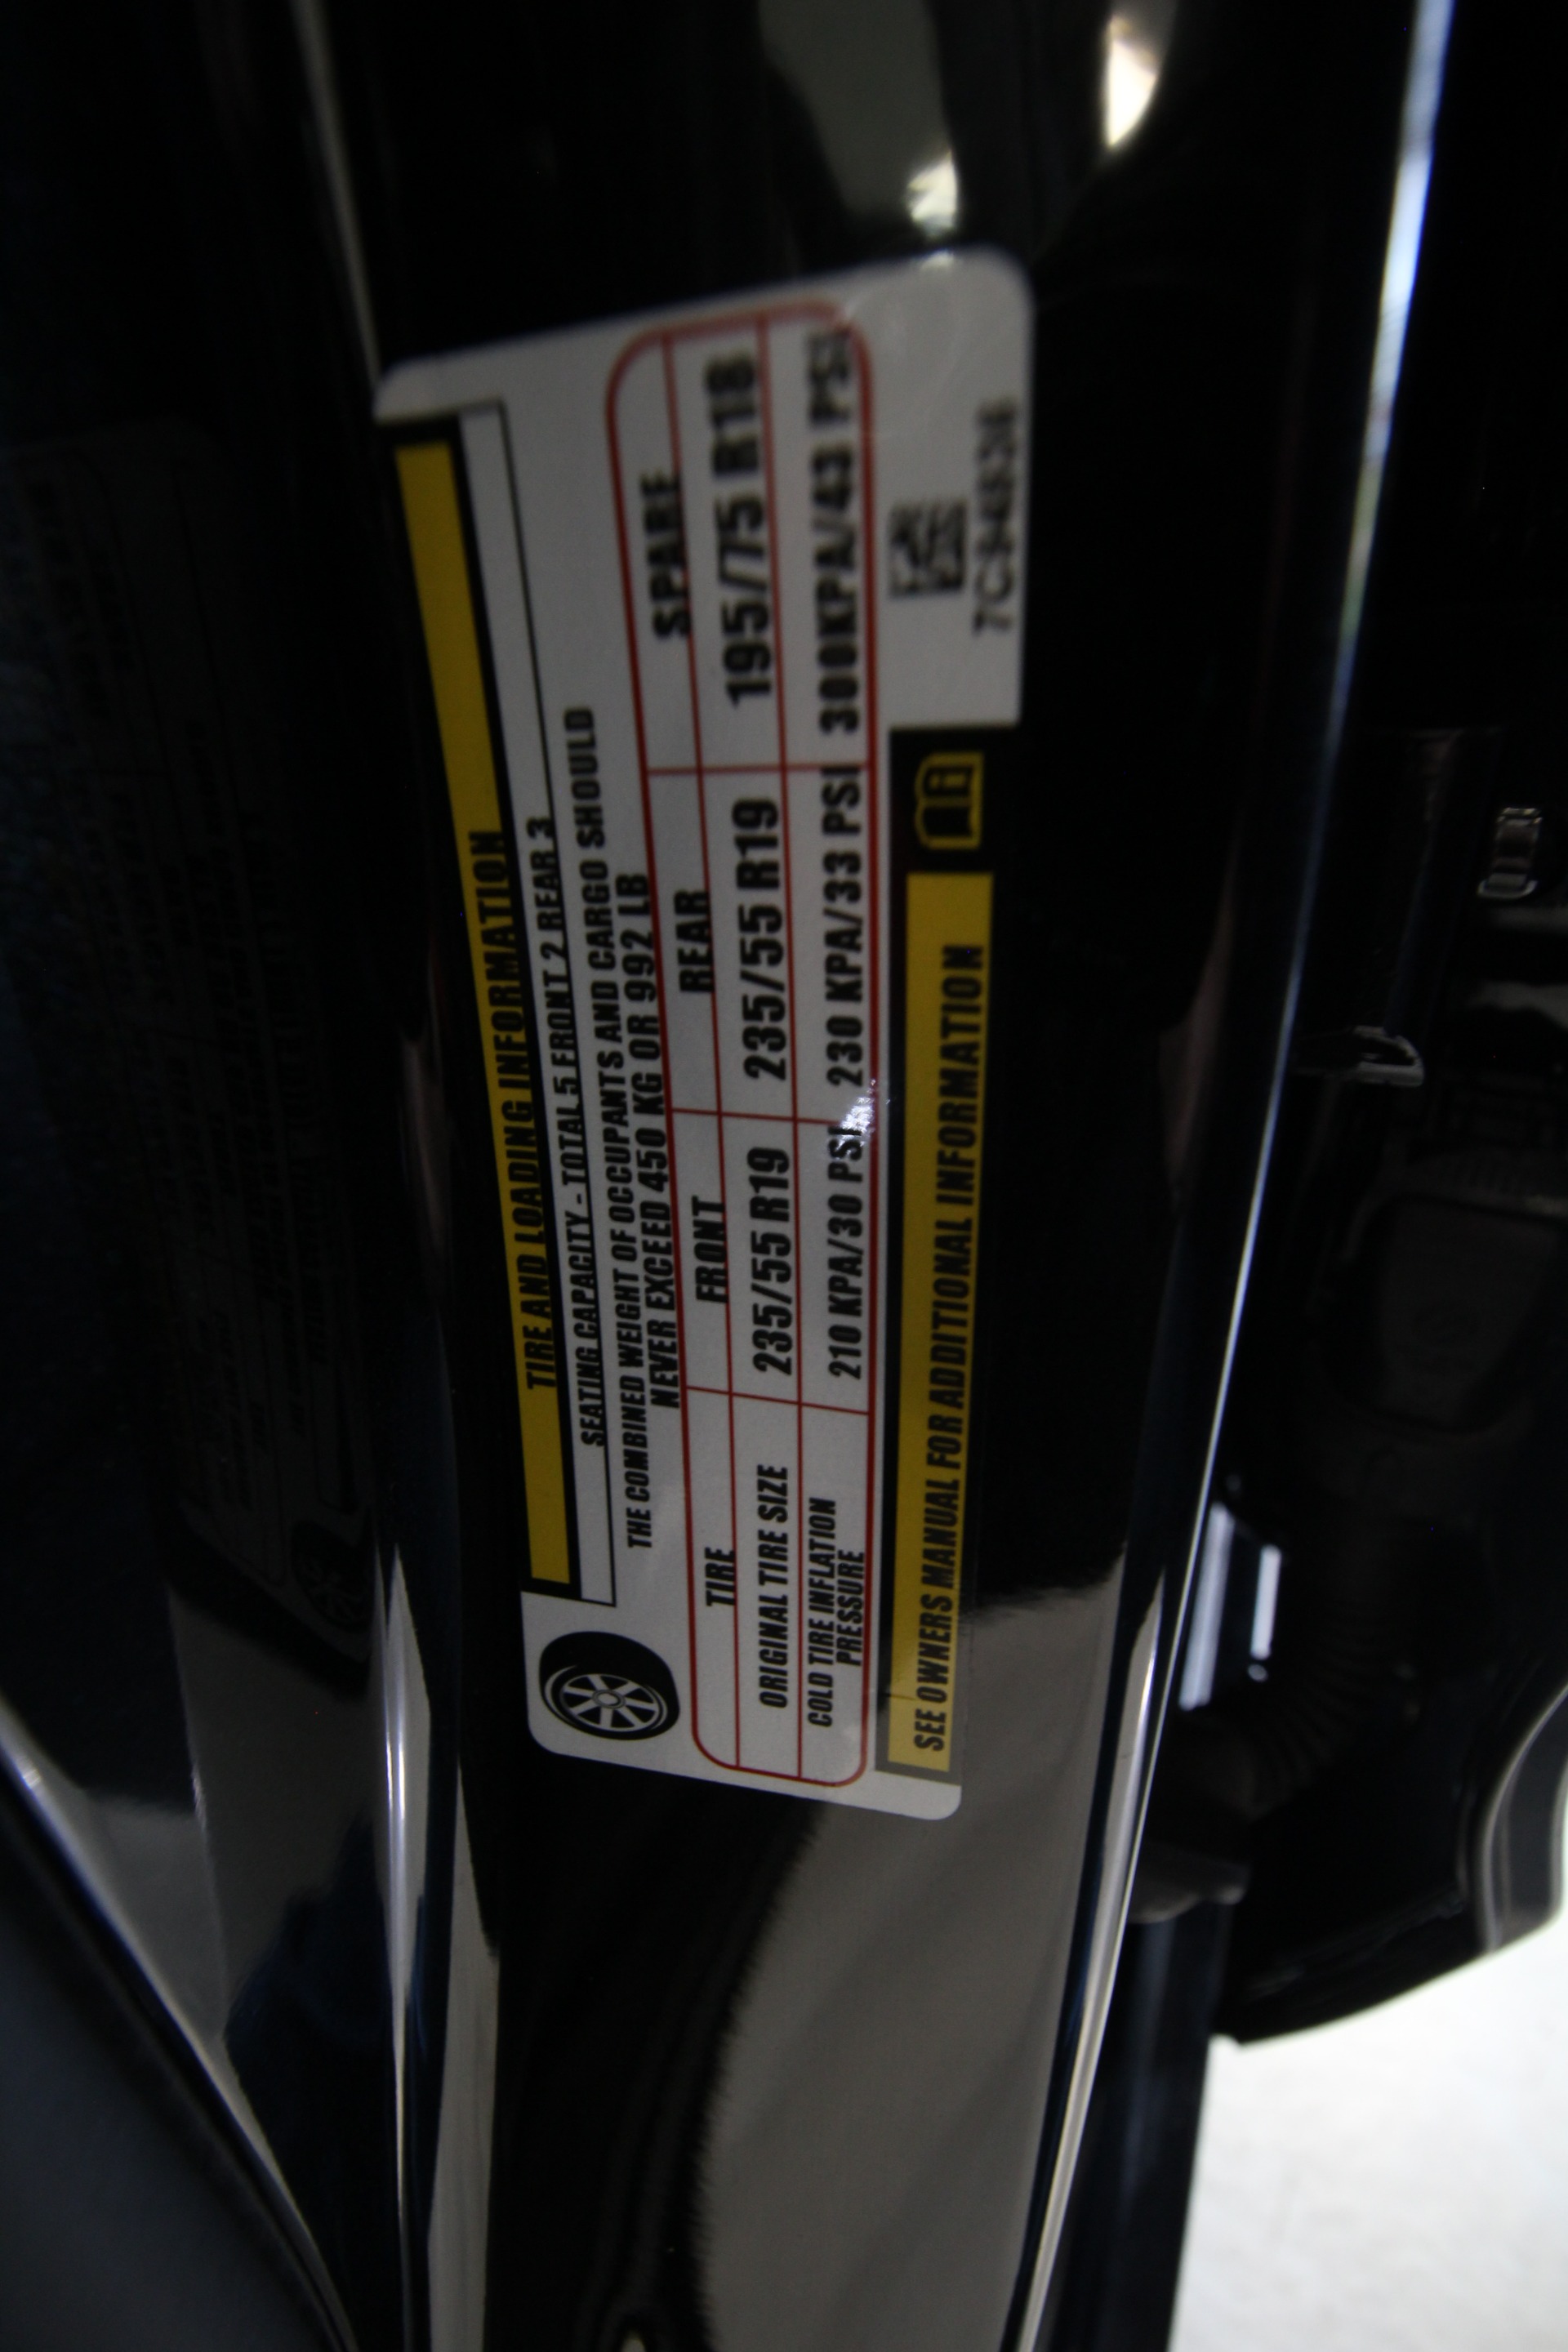 TIRE AND LOADING INFORMATION
SEATING CAPACITY - TOTAL 5 FRONT 2 REAR 3
THE COMBINED WEIGHT OF OCCUPANTS AND CARGO SHOULD
NEVER EXCEED 450 KG OR 992 LB
TIRE FRONT REAR SPARE
ORIGINAL TIRE SIZE 235/55 R19 235/55 R19 195/75 R18
COLD TIRE INFLATION
PRESSURE 210 KPA/30 PSI 230 KPA/33 PSI 300KPA/43 PSI
SEE OWNERS MANUAL FOR ADDITIONAL INFORMATION